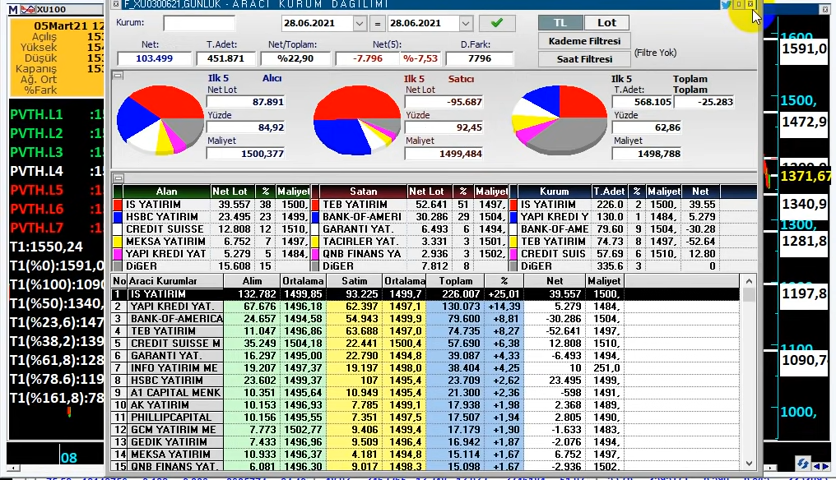 F_XU0300621.GUNLUK - ARACI KURUM DAGILIMI
XU100
05Mart21
Açılış
Yüksek
Düşük
Kapanış
Ağ. Ort
%Fark
Kurum:
28.06.2021 = 28.06.2021
TL Lot
Kademe Filtresi
Saat Filtresi
(Filtre Yok)
Net: T.Adet: Net/Toplam: Net(5): D.Fark:
103.499 451.871 %22,90 -7.796 %-7,53 7796
Ilk 5 Alıcı
Net Lot
87.891
Yüzde
84,92
Maliyet
1500,377
Ilk 5 Satıcı
Net Lot
-95.687
Yüzde
92,45
Maliyet
1499,484
Ilk 5 Toplam
T.Adet: Toplam
568.105 -25.283
Yüzde
62,86
Maliyet
1498,788
Alan Net Lot % Maliyet Satan Net Lot % Maliyet Kurum T.Adet % Maliyet Net
IS YATIRIM 39.557 38 1500, TEB YATIRIM 52.641 51 1497, IS YATIRIM 226.0 2 1500, 39.55
HSBC YATIRIM 23.495 23 1499, BANK-OF-AMERI 30.286 29 1504, YAPI KREDI Y 130.0 1 1484, 5.279
CREDIT SUISSE 12.808 12 1510, GARANTI YAT. 6.493 6 1494, BANK-OF-AME 79.60 9 1504, -30.28
MEKSA YATIRIM 6.752 7 1497, TACIRLER YAT. 3.331 3 1501, TEB YATIRIM 74.73 8 1497, -52.64
YAPI KREDI YAT 5.279 5 1484, QNB FINANS YA 2.936 3 1502, CREDIT SUISS 57.69 6 1510, 12.80
DiGER 15.608 15 DiGER 7.812 8 DiGER 335.6 3 0
No Araci Kurumlar Alim Ortalama Satim Ortalama Toplam % Net Maliyet
1 IS YATIRIM 132.782 1499,85 93.225 1499,7 226.007 +25,01 39.557 1500,
2 YAPI KREDI YAT. 67.676 1496,18 62.397 1497,1 130.073 +14,39 5.279 1484,
3 BANK-OF-AMERICA 24.657 1494,58 54.943 1499,9 79.600 +8,81 -30.286 1504,
4 TEB YATIRIM 11.047 1496,86 63.688 1497,0 74.735 +8,27 -52.641 1497,
5 CREDIT SUISSE M 35.249 1504,18 22.441 1500,4 57.690 +6,38 12.808 1510,
6 GARANTI YAT. 16.297 1495,00 22.790 1494,8 39.087 +4,33 -6.493 1494,
7 INFO YATIRIM ME 19.207 1497,37 19.197 1498,0 38.404 +4,25 10 251,0
8 HSBC YATIRIM 23.602 1499,37 107 1495,4 23.709 +2,62 23.495 1499,
9 A1 CAPITAL MENK 10.351 1495,64 10.949 1495,4 21.300 +2,36 -598 1491,
10 AK YATIRIM 10.153 1496,93 7.785 1499,1 17.938 +1,98 2.368 1489,
11 PHILLIPCAPITAL 10.156 1495,55 7.351 1497,5 17.507 +1,94 2.805 1490,
12 GCM YATIRIM ME 7.773 1502,77 9.406 1499,4 17.179 +1,90 -1.633 1483,
13 GEDIK YATIRIM 7.433 1496,96 9.509 1496,4 16.942 +1,87 -2.076 1494,
14 MEKSA YATIRIM 10.933 1497,37 4.181 1494,8 15.114 +1,67 6.752 1498,
15 QNB FINANS YAT. 6.081 1496,30 9.017 1498,3 15.098 +1,67 -2.936 1502,
PVTH.L1
PVTH.L2
PVTH.L3
PVTH.L4
PVTH.L5
PVTH.L6
PVTH.L7
T1:1550,24
T1(%0):1591,0
T1(%100):1090
T1(%50):1340,
T1(%23,6):147
T1(%38,2):139
T1(%61,8):128
T1(%78.6):119
T1(%161,8):78
08
1591,0
1500,
1472,9
1371,67
1340,9
1300,
1281,8
1197,8
1100,
1090,7
1000,